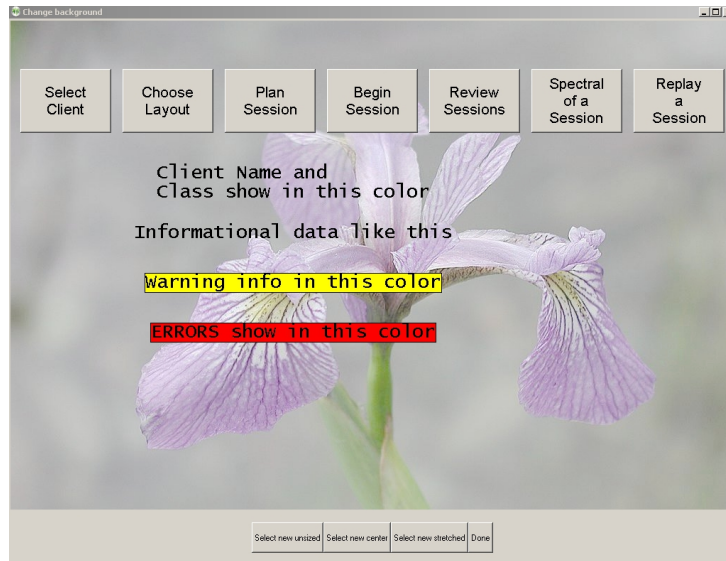 Change background
Select
Client
Choose
Layout
Plan
Session
Begin
Session
Review
Sessions
Spectral
of a
Session
Replay
a
Session
Client Name and
Class show in this color
Informational data like this
Warning info in this color
ERRORS show in this color
Select new unsized
Select new center
Select new stretched
Done